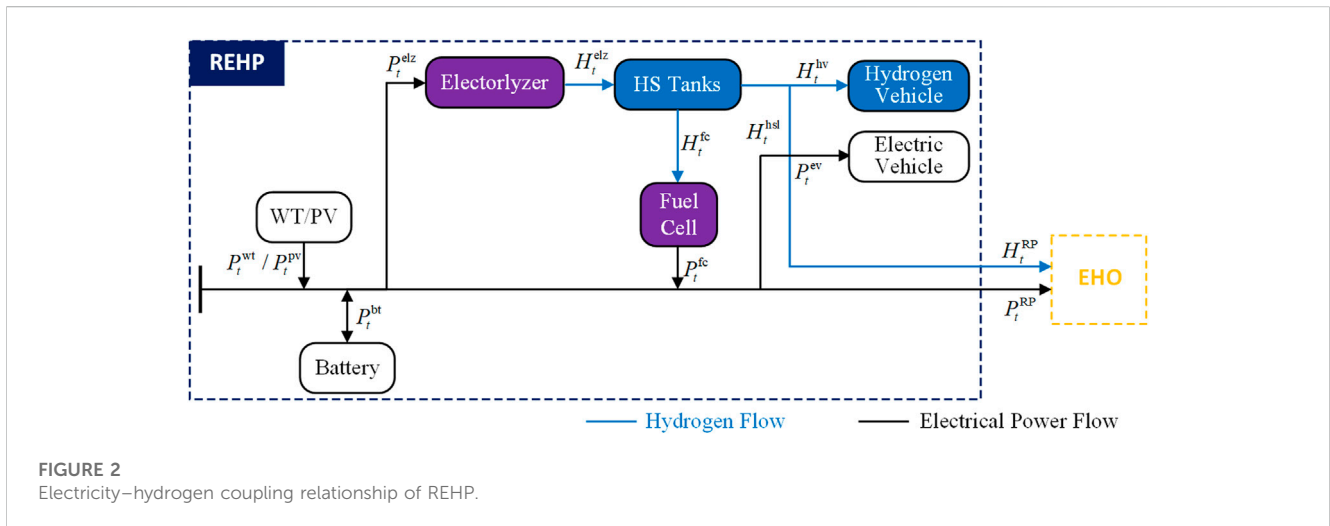 REHP
P_t^elz
Electorlyzer
H_t^elz
HS Tanks
H_t^hv
Hydrogen
Vehicle
H_t^fc
H_t^hsl
Electric
Vehicle
P_t^ev
WT/PV
Fuel
Cell
P_t^wt / P_t^pv
P_t^fc
H_t^RP
EHO
P_t^RP
P_t^bt
Battery
Hydrogen Flow
Electrical Power Flow
FIGURE 2
Electricity–hydrogen coupling relationship of REHP.